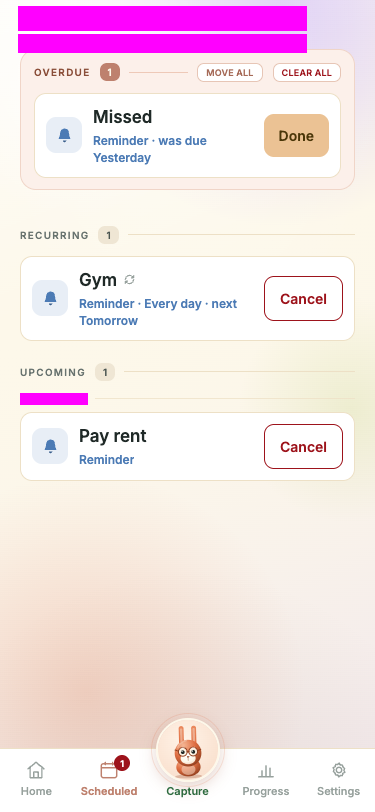 OVERDUE 1 MOVE ALL CLEAR ALL
Missed
Reminder · was due
Yesterday
Done
RECURRING 1
Gym
Reminder · Every day · next
Tomorrow
Cancel
UPCOMING 1
Pay rent
Reminder
Cancel
1
Home Scheduled Capture Progress Settings